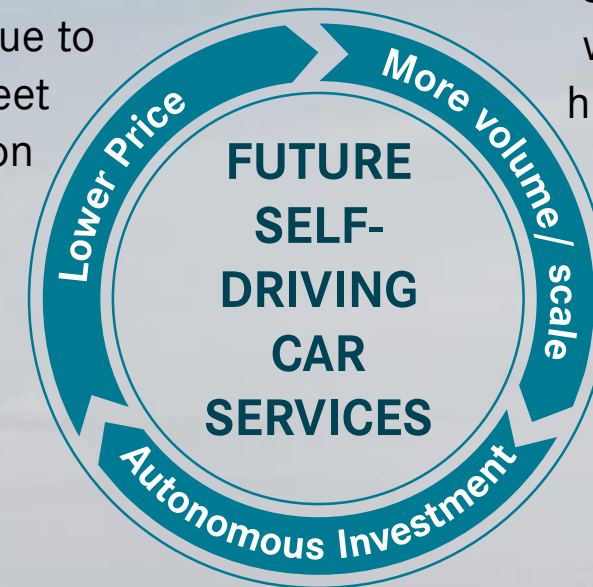 ue to
eet
on
Lower Price
More volume/ scale
FUTURE
SELF-
DRIVING
CAR
SERVICES
Autonomous Investment